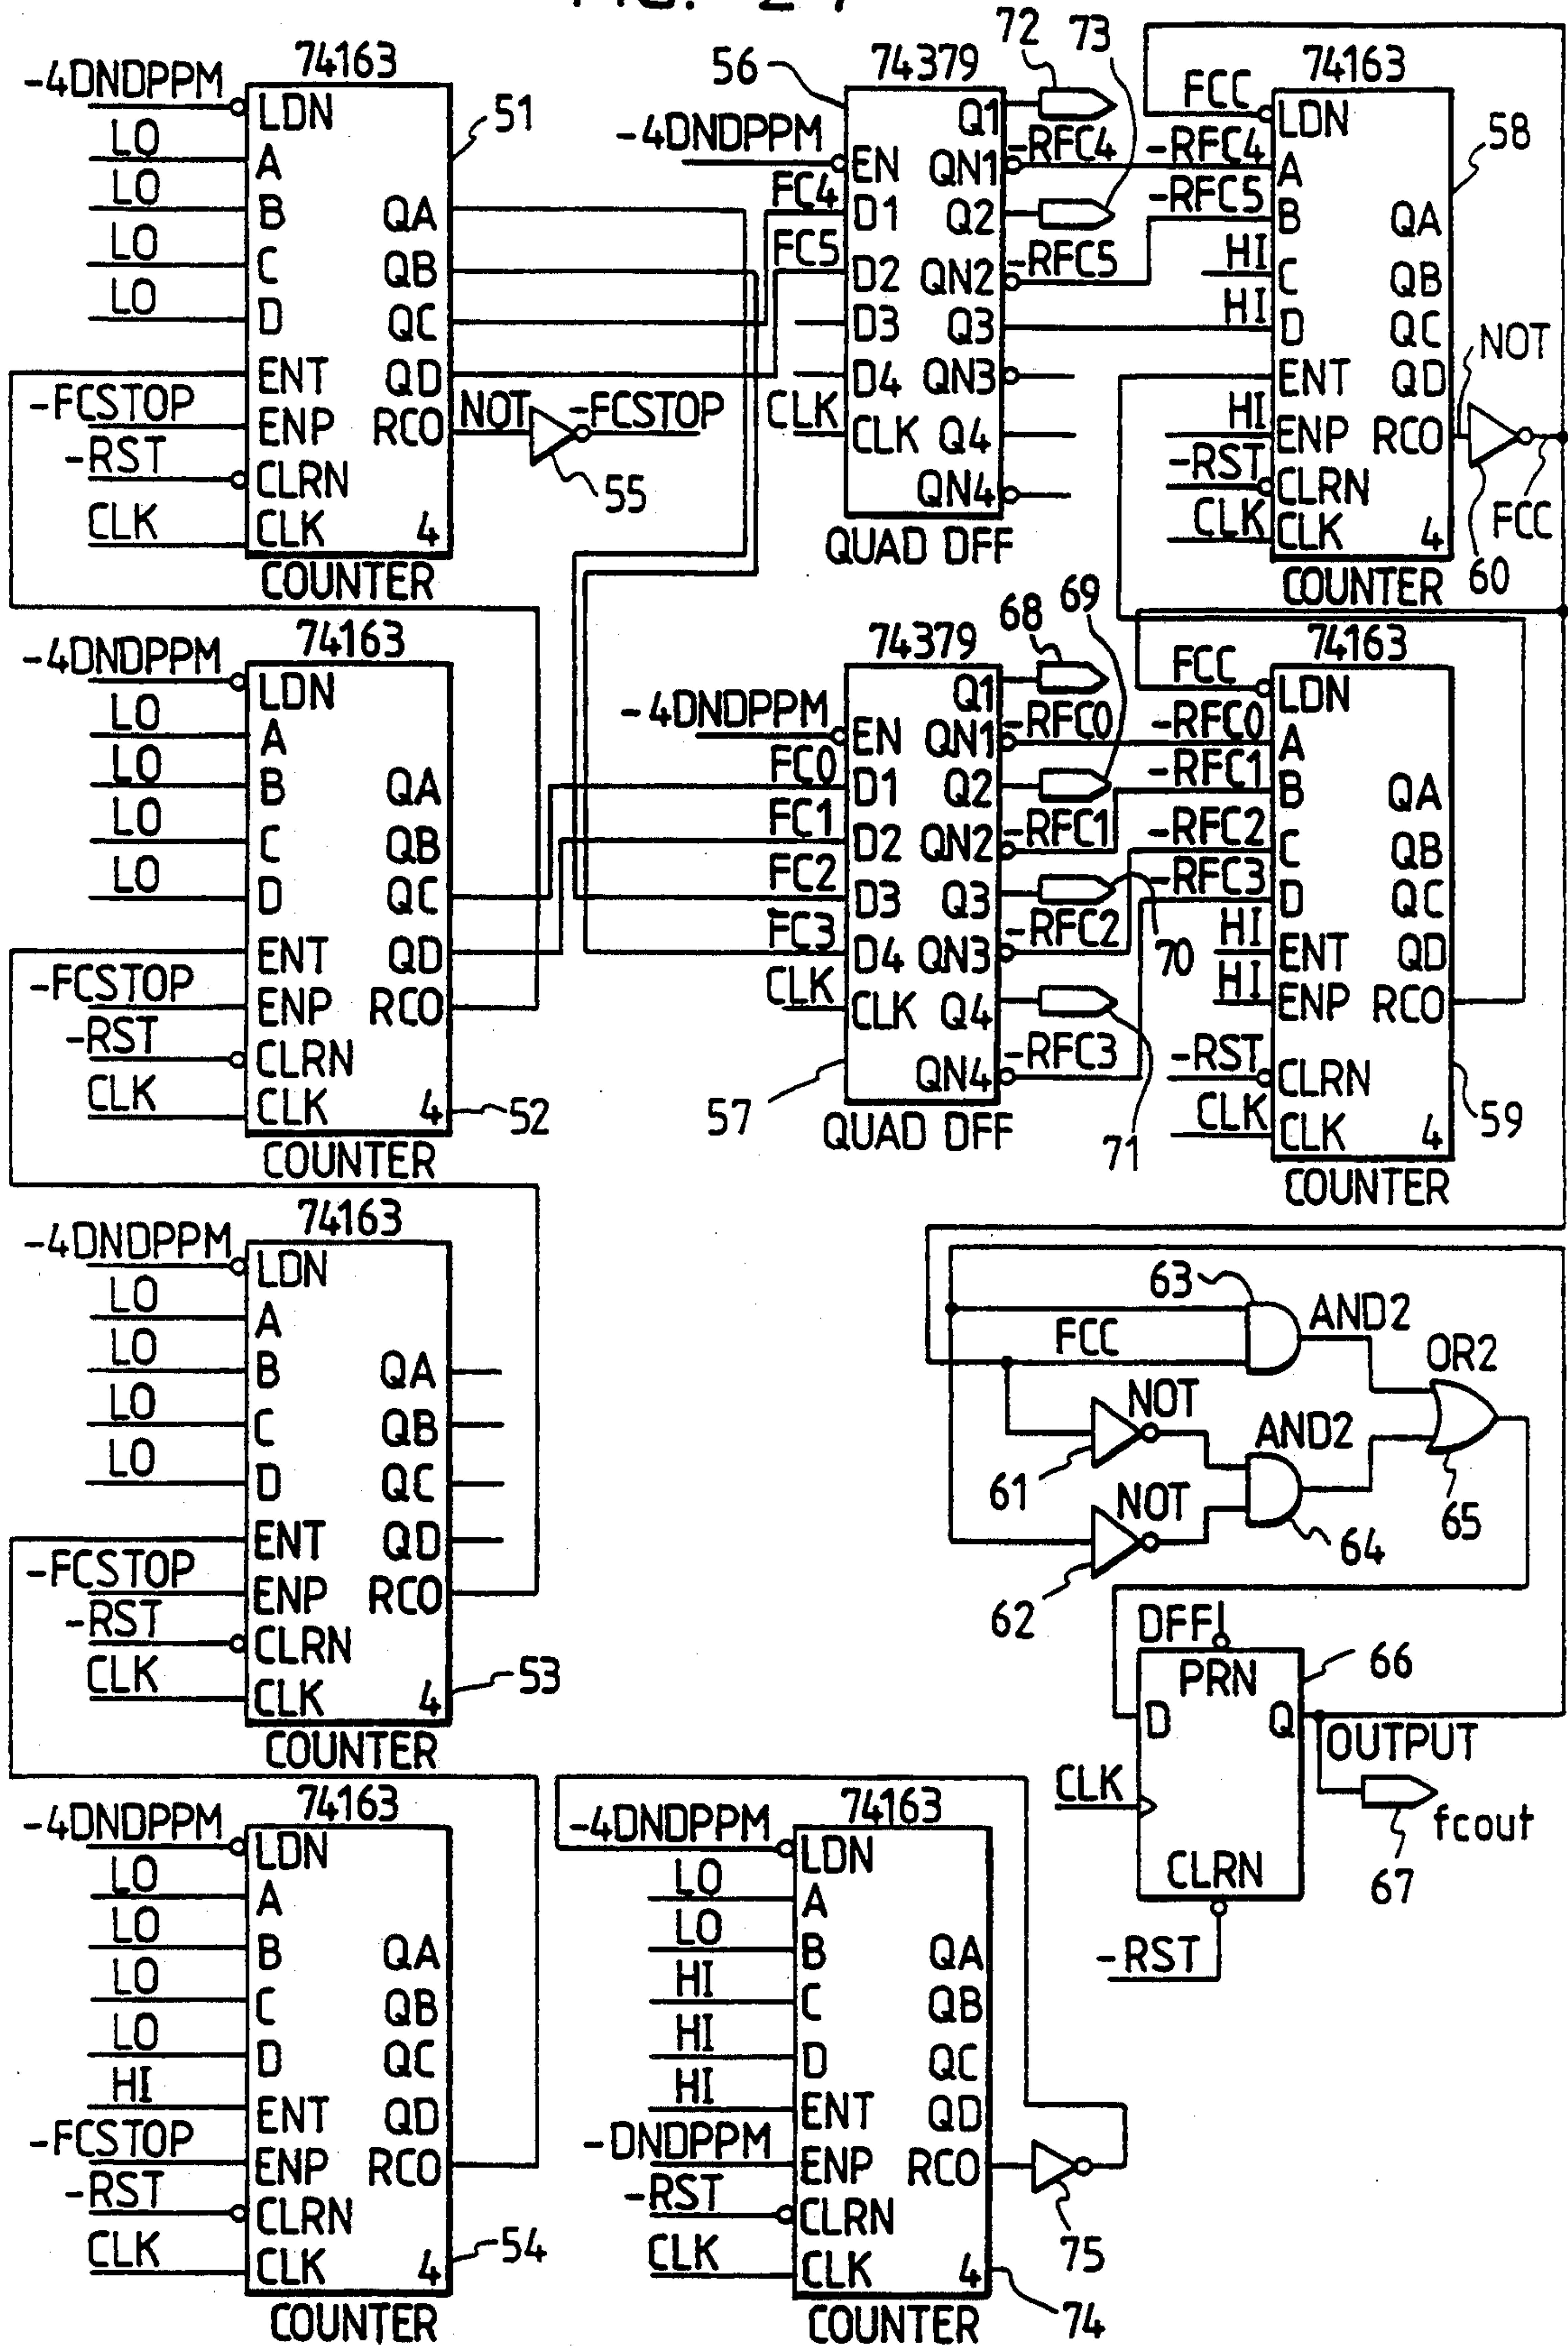 74163
-4DNDPPM
LDN
LO
A
LO
B
QA
LO
C
QB
LO
D
QC
ENT
QD
-FCSTOP
ENP
RCO
NOT
-FCSTOP
-RST
CLRN
CLK
CLK
4
COUNTER
51
55
56
74379
72
73
-4DNDPPM
EN
Q1
QN1
-RFC4
FC4
D1
Q2
FC5
D2
QN2
-RFC5
D3
Q3
D4
QN3
CLK
CLK
Q4
QN4
QUAD DFF
74163
FCC
LDN
-RFC4
A
-RFC5
B
QA
HI
C
QB
HI
D
QC
ENT
QD
HI
ENP
RCO
NOT
-RST
CLRN
CLK
CLK
4
FCC
60
58
COUNTER
74163
-4DNDPPM
LDN
LO
A
LO
B
QA
LO
C
QB
LO
D
QC
ENT
QD
-FCSTOP
ENP
RCO
-RST
CLRN
CLK
CLK
4
52
COUNTER
74379
68
69
-4DNDPPM
Q1
EN
QN1
-RFC0
FC0
D1
Q2
FC1
D2
QN2
-RFC1
FC2
D3
Q3
70
FC3
D4
QN3
-RFC2
CLK
CLK
Q4
QN4
-RFC3
57
71
QUAD DFF
74163
FCC
LDN
-RFC0
A
-RFC1
B
QA
-RFC2
C
QB
-RFC3
D
QC
HI
ENT
QD
HI
ENP
RCO
-RST
CLRN
CLK
CLK
4
59
COUNTER
74163
-4DNDPPM
LDN
LO
A
LO
B
QA
LO
C
QB
LO
D
QC
ENT
QD
-FCSTOP
ENP
RCO
-RST
CLRN
CLK
CLK
4
53
COUNTER
63
AND2
FCC
OR2
NOT
61
AND2
NOT
65
64
62
DFF
PRN
66
D
Q
OUTPUT
CLK
fcout
CLRN
67
-RST
74163
-4DNDPPM
LDN
LO
A
LO
B
QA
LO
C
QB
LO
D
QC
HI
ENT
QD
-FCSTOP
ENP
RCO
-RST
CLRN
CLK
CLK
4
54
COUNTER
74163
-4DNDPPM
LDN
LO
A
LO
B
QA
HI
C
QB
HI
D
QC
HI
ENT
QD
-DNDPPM
ENP
RCO
-RST
CLRN
75
CLK
CLK
4
74
COUNTER